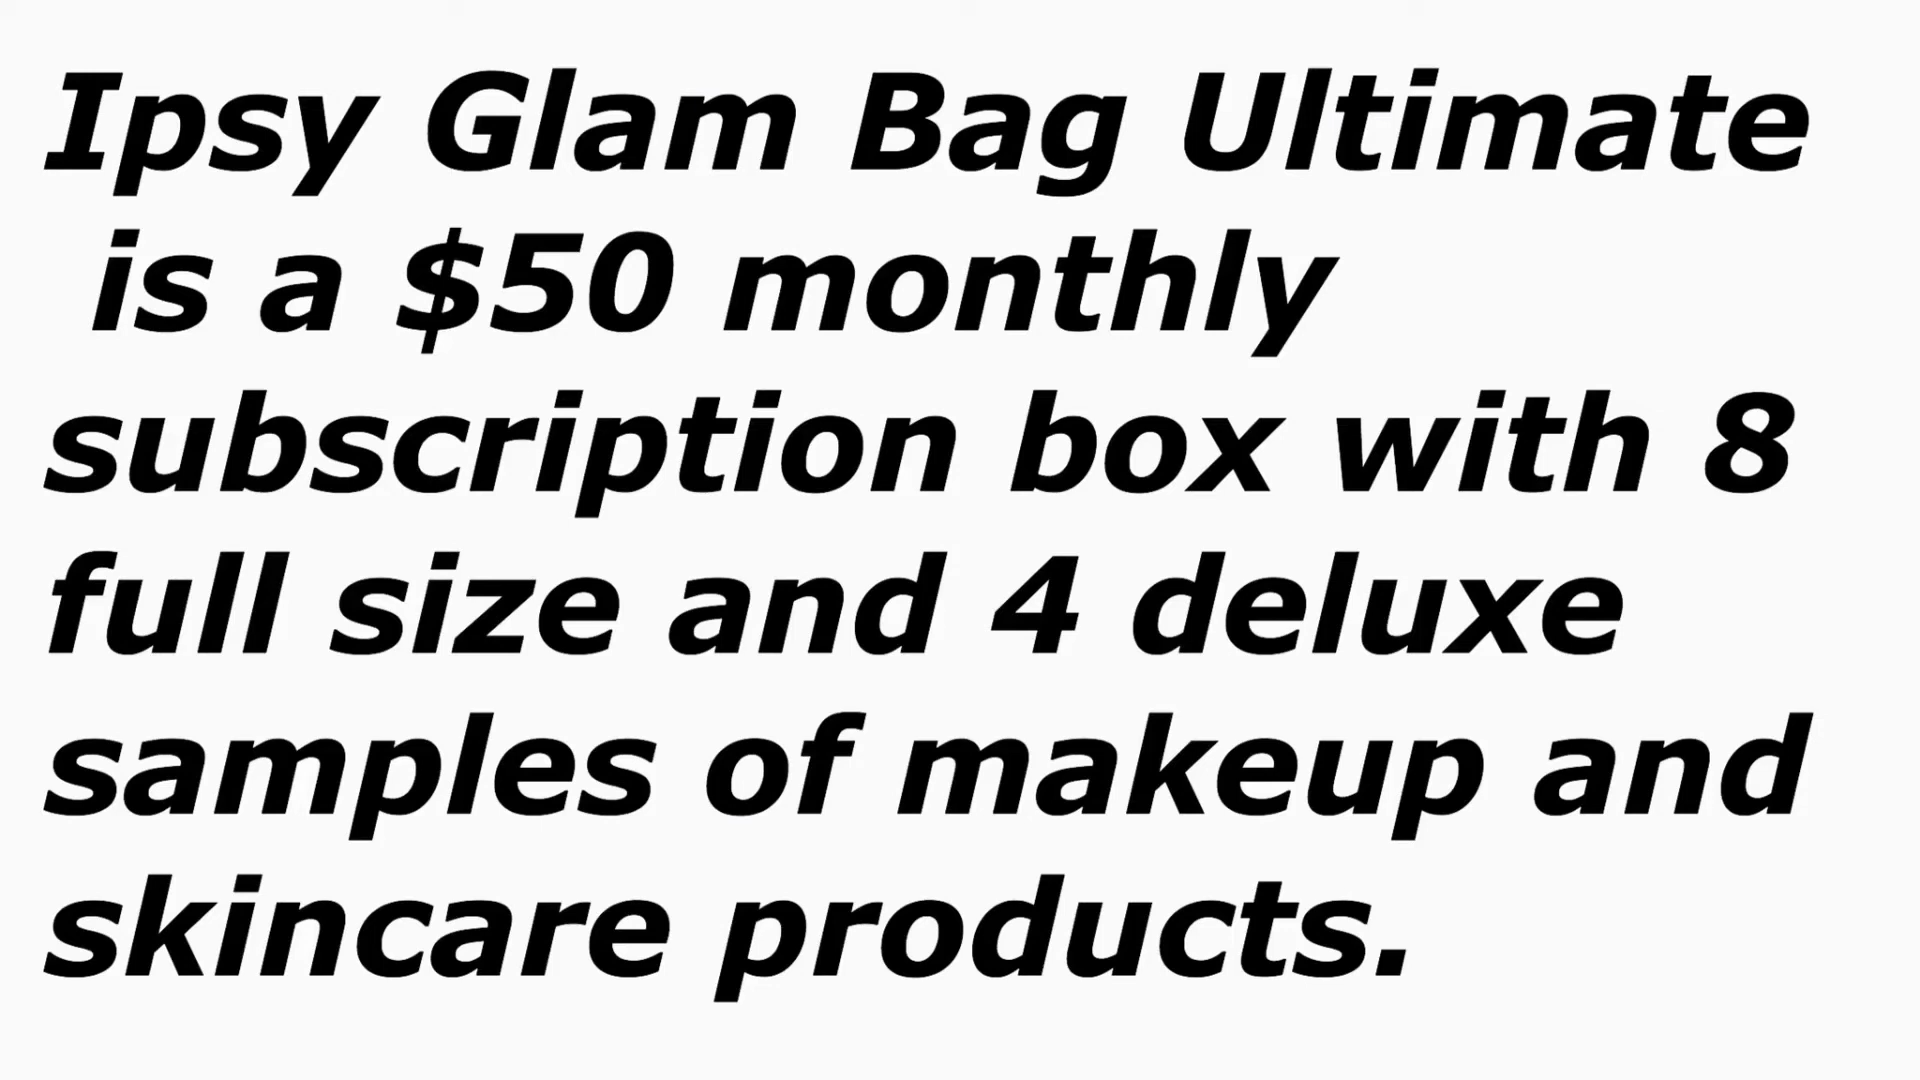 Ipsy Glam Bag Ultimate
is a $50 monthly
subscription box with 8
full size and 4 deluxe
samples of makeup and
skincare products.